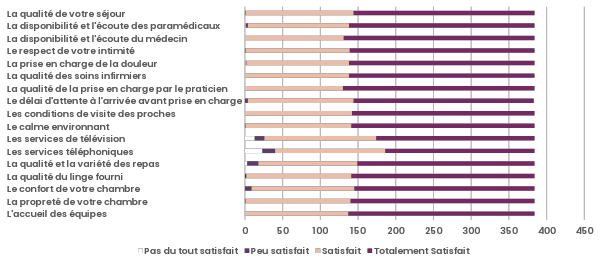 La qualité de votre séjour
La disponibilité et l'écoute des paramédicaux
La disponibilité et l'écoute du médecin
Le respect de votre intimité
La prise en charge de la douleur
La qualité des soins infirmiers
La qualité de la prise en charge par le praticien
Le délai d'attente à l'arrivée avant prise en charge
Les conditions de visite des proches
Le calme environnant
Les services de télévision
Les services téléphoniques
La qualité et la variété des repas
La qualité du linge fourni
Le confort de votre chambre
La propreté de votre chambre
L'accueil des équipes
0 50 100 150 200 250 300 350 400 450
Pas du tout satisfait Peu satisfait Satisfait Totalement Satisfait